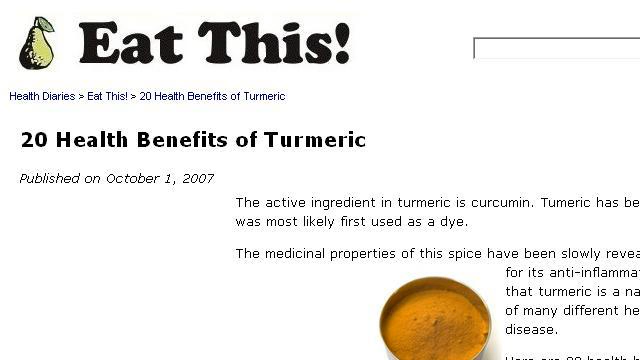 Eat This!
Health Diaries > Eat This! > 20 Health Benefits of Turmeric
20 Health Benefits of Turmeric
Published on October 1, 2007
The active ingredient in turmeric is curcumin. Tumeric has be
was most likely first used as a dye.
The medicinal properties of this spice have been slowly revea
for its anti-inflamma
that turmeric is a na
of many different he
disease.